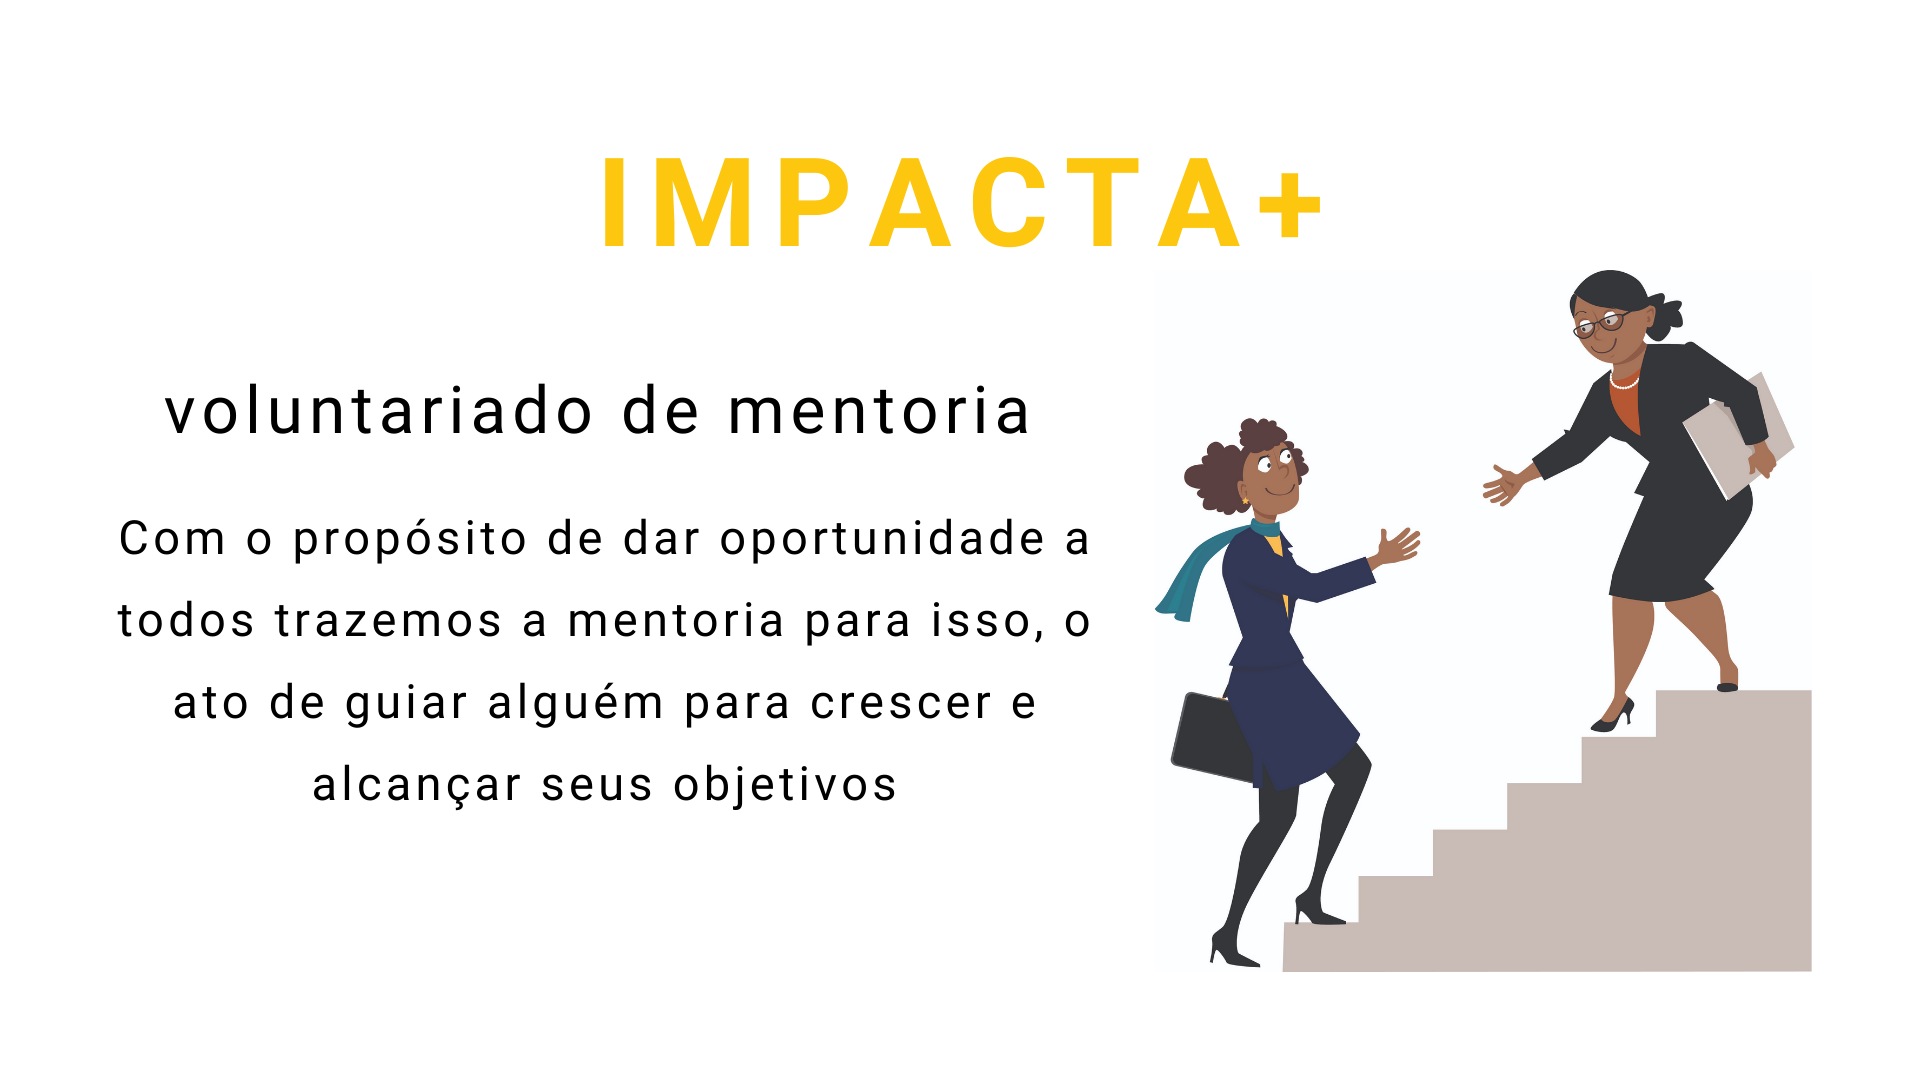 IMPACTA+
voluntariado de mentoria
Com o propósito de dar oportunidade a
todos trazemos a mentoria para isso, o
ato de guiar alguém para crescer e
alcançar seus objetivos